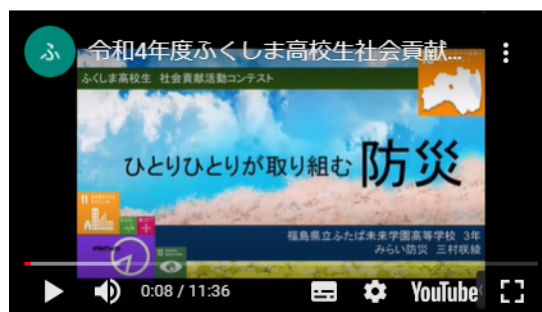 ふ
令和4年度ふくしま高校生社会貢献...
ふくしま高校生 社会貢献活動コンテスト
ひとりひとりが取り組む防災
11
福島県立ふたば未来学園高等学校 3年
みらい防災 三村咲綾
0:08 / 11:36
YouTube